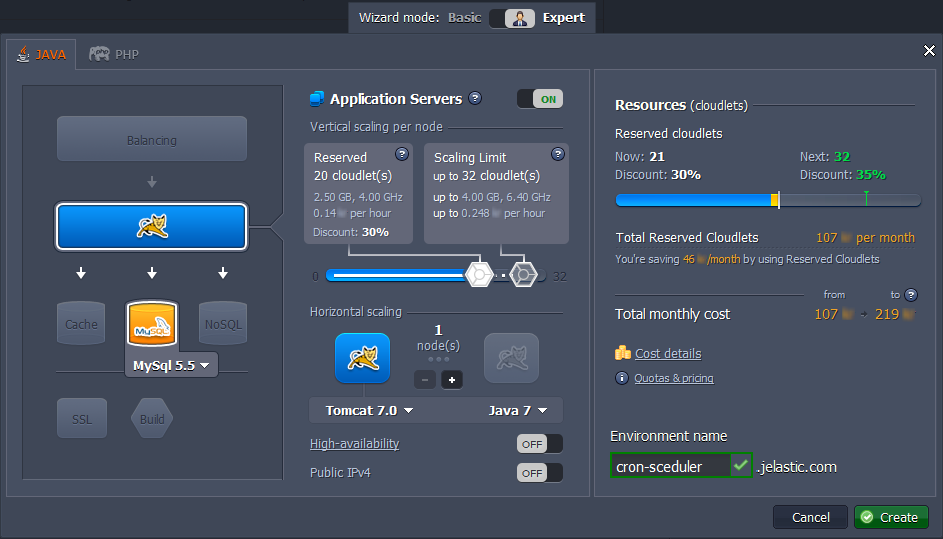 Wizard mode: Basic Expert
JAVA
PHP
Balancing
Cache
MySQL
NoSQL
MySql 5.5
SSL
Build
Application Servers ? ON
Vertical scaling per node
Reserved ?
20 cloudlet(s)
2.50 GB, 4.00 GHz
0.14 per hour
Discount: 30%
Scaling Limit ?
up to 32 cloudlet(s)
up to 4.00 GB, 6.40 GHz
up to 0.248 per hour
0 32
Horizontal scaling
1
node(s)
- +
Tomcat 7.0 Java 7
High-availability OFF
Public IPv4 OFF
Resources (cloudlets)
Reserved cloudlets
Now: 21 Next: 32
Discount: 30% Discount: 35%
Total Reserved Cloudlets 107 per month
You're saving 46 /month by using Reserved Cloudlets
from to ?
Total monthly cost 107 219
Cost details
Quotas & pricing
Environment name
cron-sceduler .jelastic.com
Cancel Create